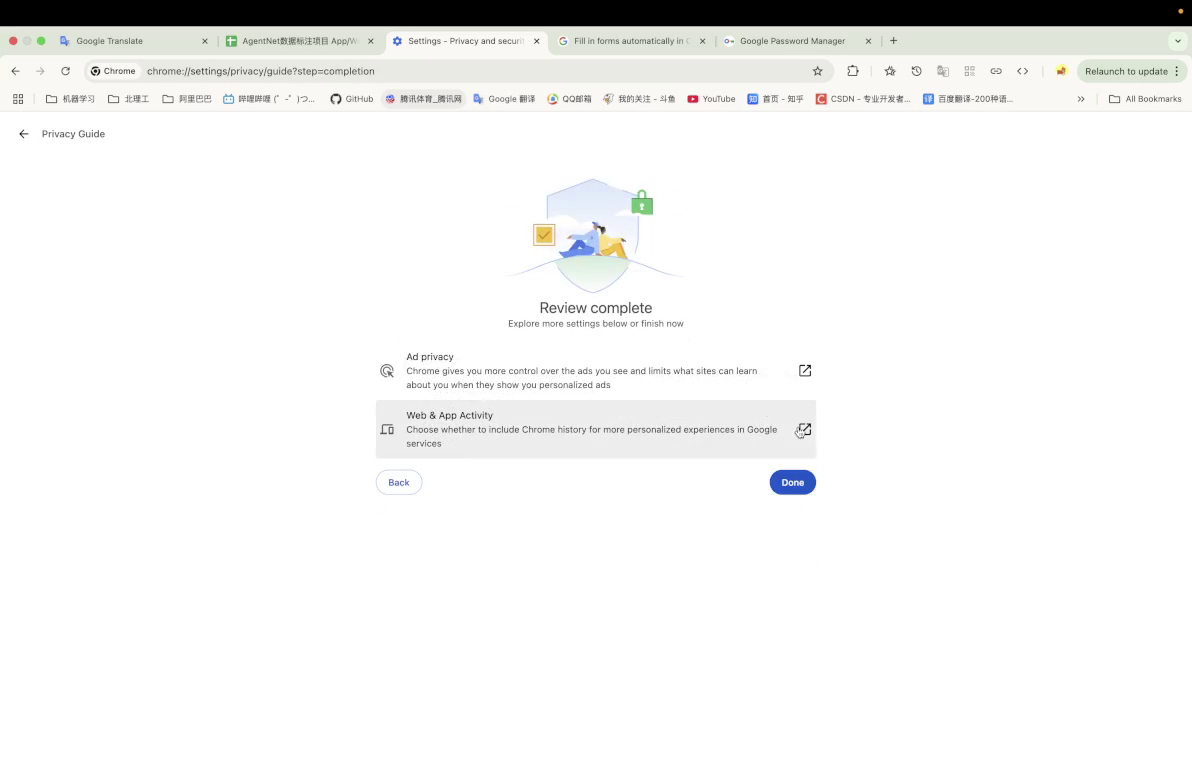 Google Translate
AgentNet数据标注项目 App/W
Settings - Privacy and securi
Fill in forms automatically in C
Google Password Manager
Chrome
chrome://settings/privacy/guide?step=completion
Relaunch to update
机器学习
北理工
阿里巴巴
哔哩哔哩 (゜-゜)つ...
GitHub
腾讯体育_腾讯网
Google 翻译
QQ邮箱
我的关注 - 斗鱼
YouTube
知 首页 - 知乎
C CSDN - 专业开发者...
译 百度翻译-200种语...
All Bookmarks
Privacy Guide
Review complete
Explore more settings below or finish now
Ad privacy
Chrome gives you more control over the ads you see and limits what sites can learn
about you when they show you personalized ads
Web & App Activity
Choose whether to include Chrome history for more personalized experiences in Google
services
Back
Done